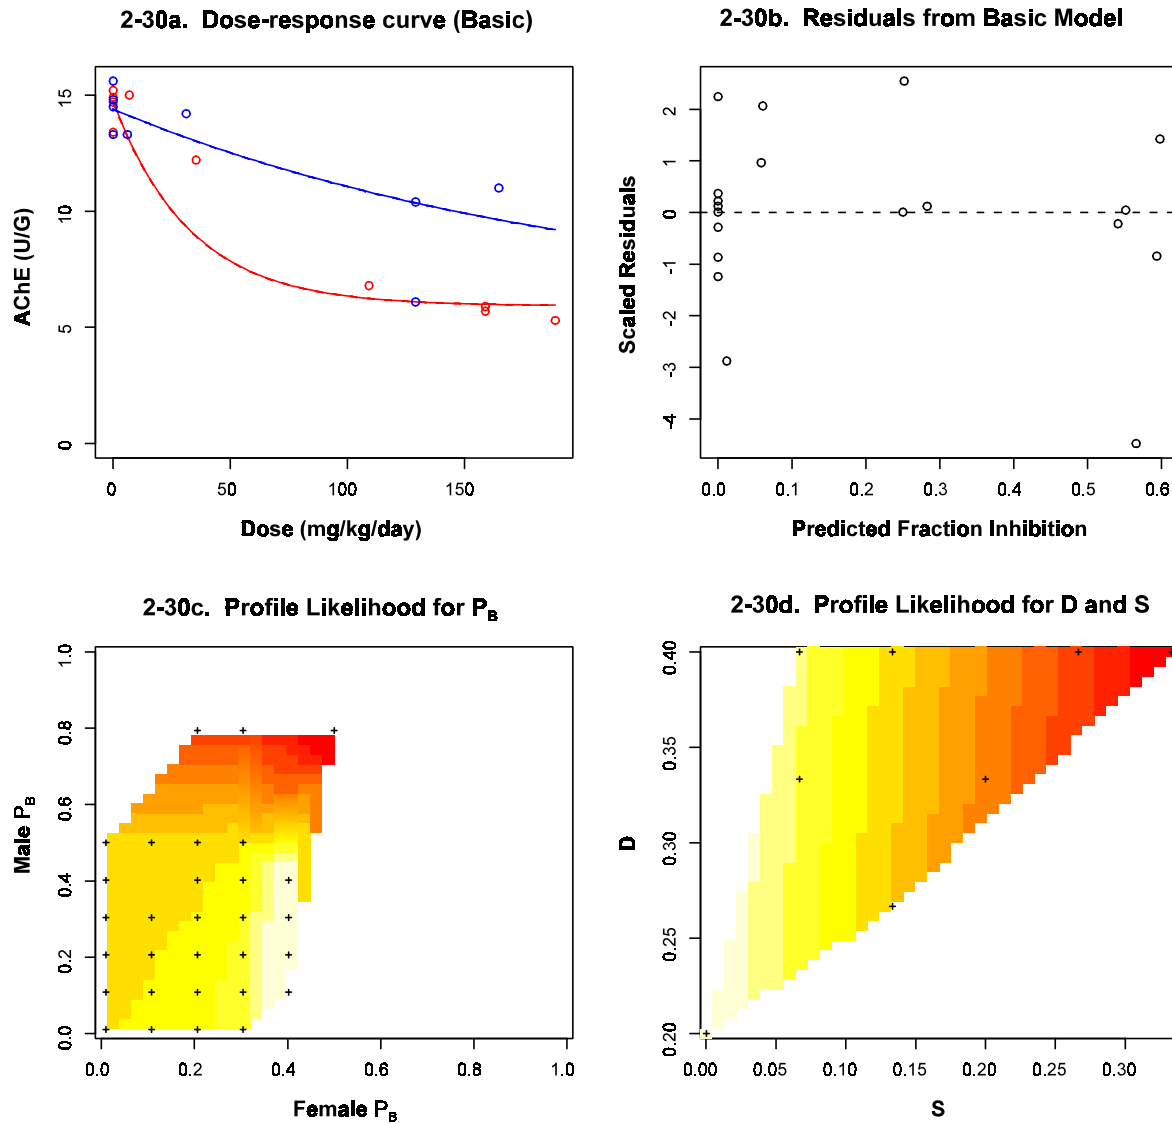 2-30a. Dose-response curve (Basic)
AChE (U/G)
15
10
5
0
0 50 100 150
Dose (mg/kg/day)
2-30b. Residuals from Basic Model
Scaled Residuals
2
1
0
-1
-2
-3
-4
0.0 0.1 0.2 0.3 0.4 0.5 0.6
Predicted Fraction Inhibition
2-30c. Profile Likelihood for PB
Male PB
1.0
0.8
0.6
0.4
0.2
0.0
0.0 0.2 0.4 0.6 0.8 1.0
Female PB
2-30d. Profile Likelihood for D and S
D
0.40
0.35
0.30
0.25
0.20
0.00 0.05 0.10 0.15 0.20 0.25 0.30
S